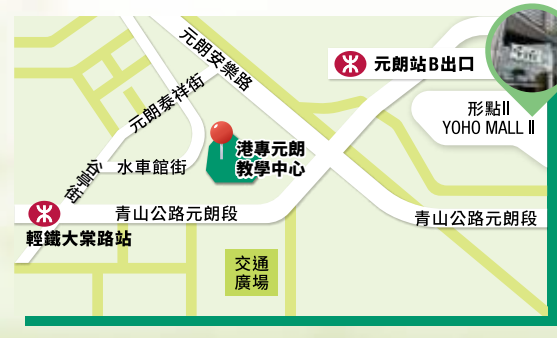 元朗安樂路
元朗站B出口
元朗泰祥街
形點II
YOHO MALL II
港專元朗
教學中心
水車館街
谷亭街
青山公路元朗段
青山公路元朗段
輕鐵大棠路站
交通
廣場